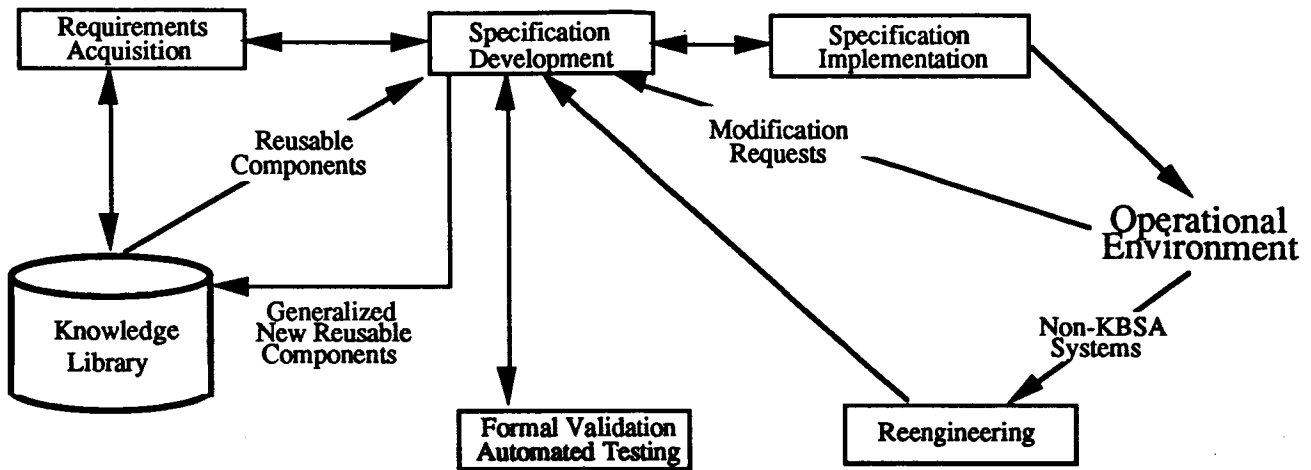 Requirements
Acquisition
Specification
Development
Specification
Implementation
Reusable
Components
Modification
Requests
Operational
Environment
Knowledge
Library
Generalized
New Reusable
Components
Non-KBSA
Systems
Formal Validation
Automated Testing
Reengineering